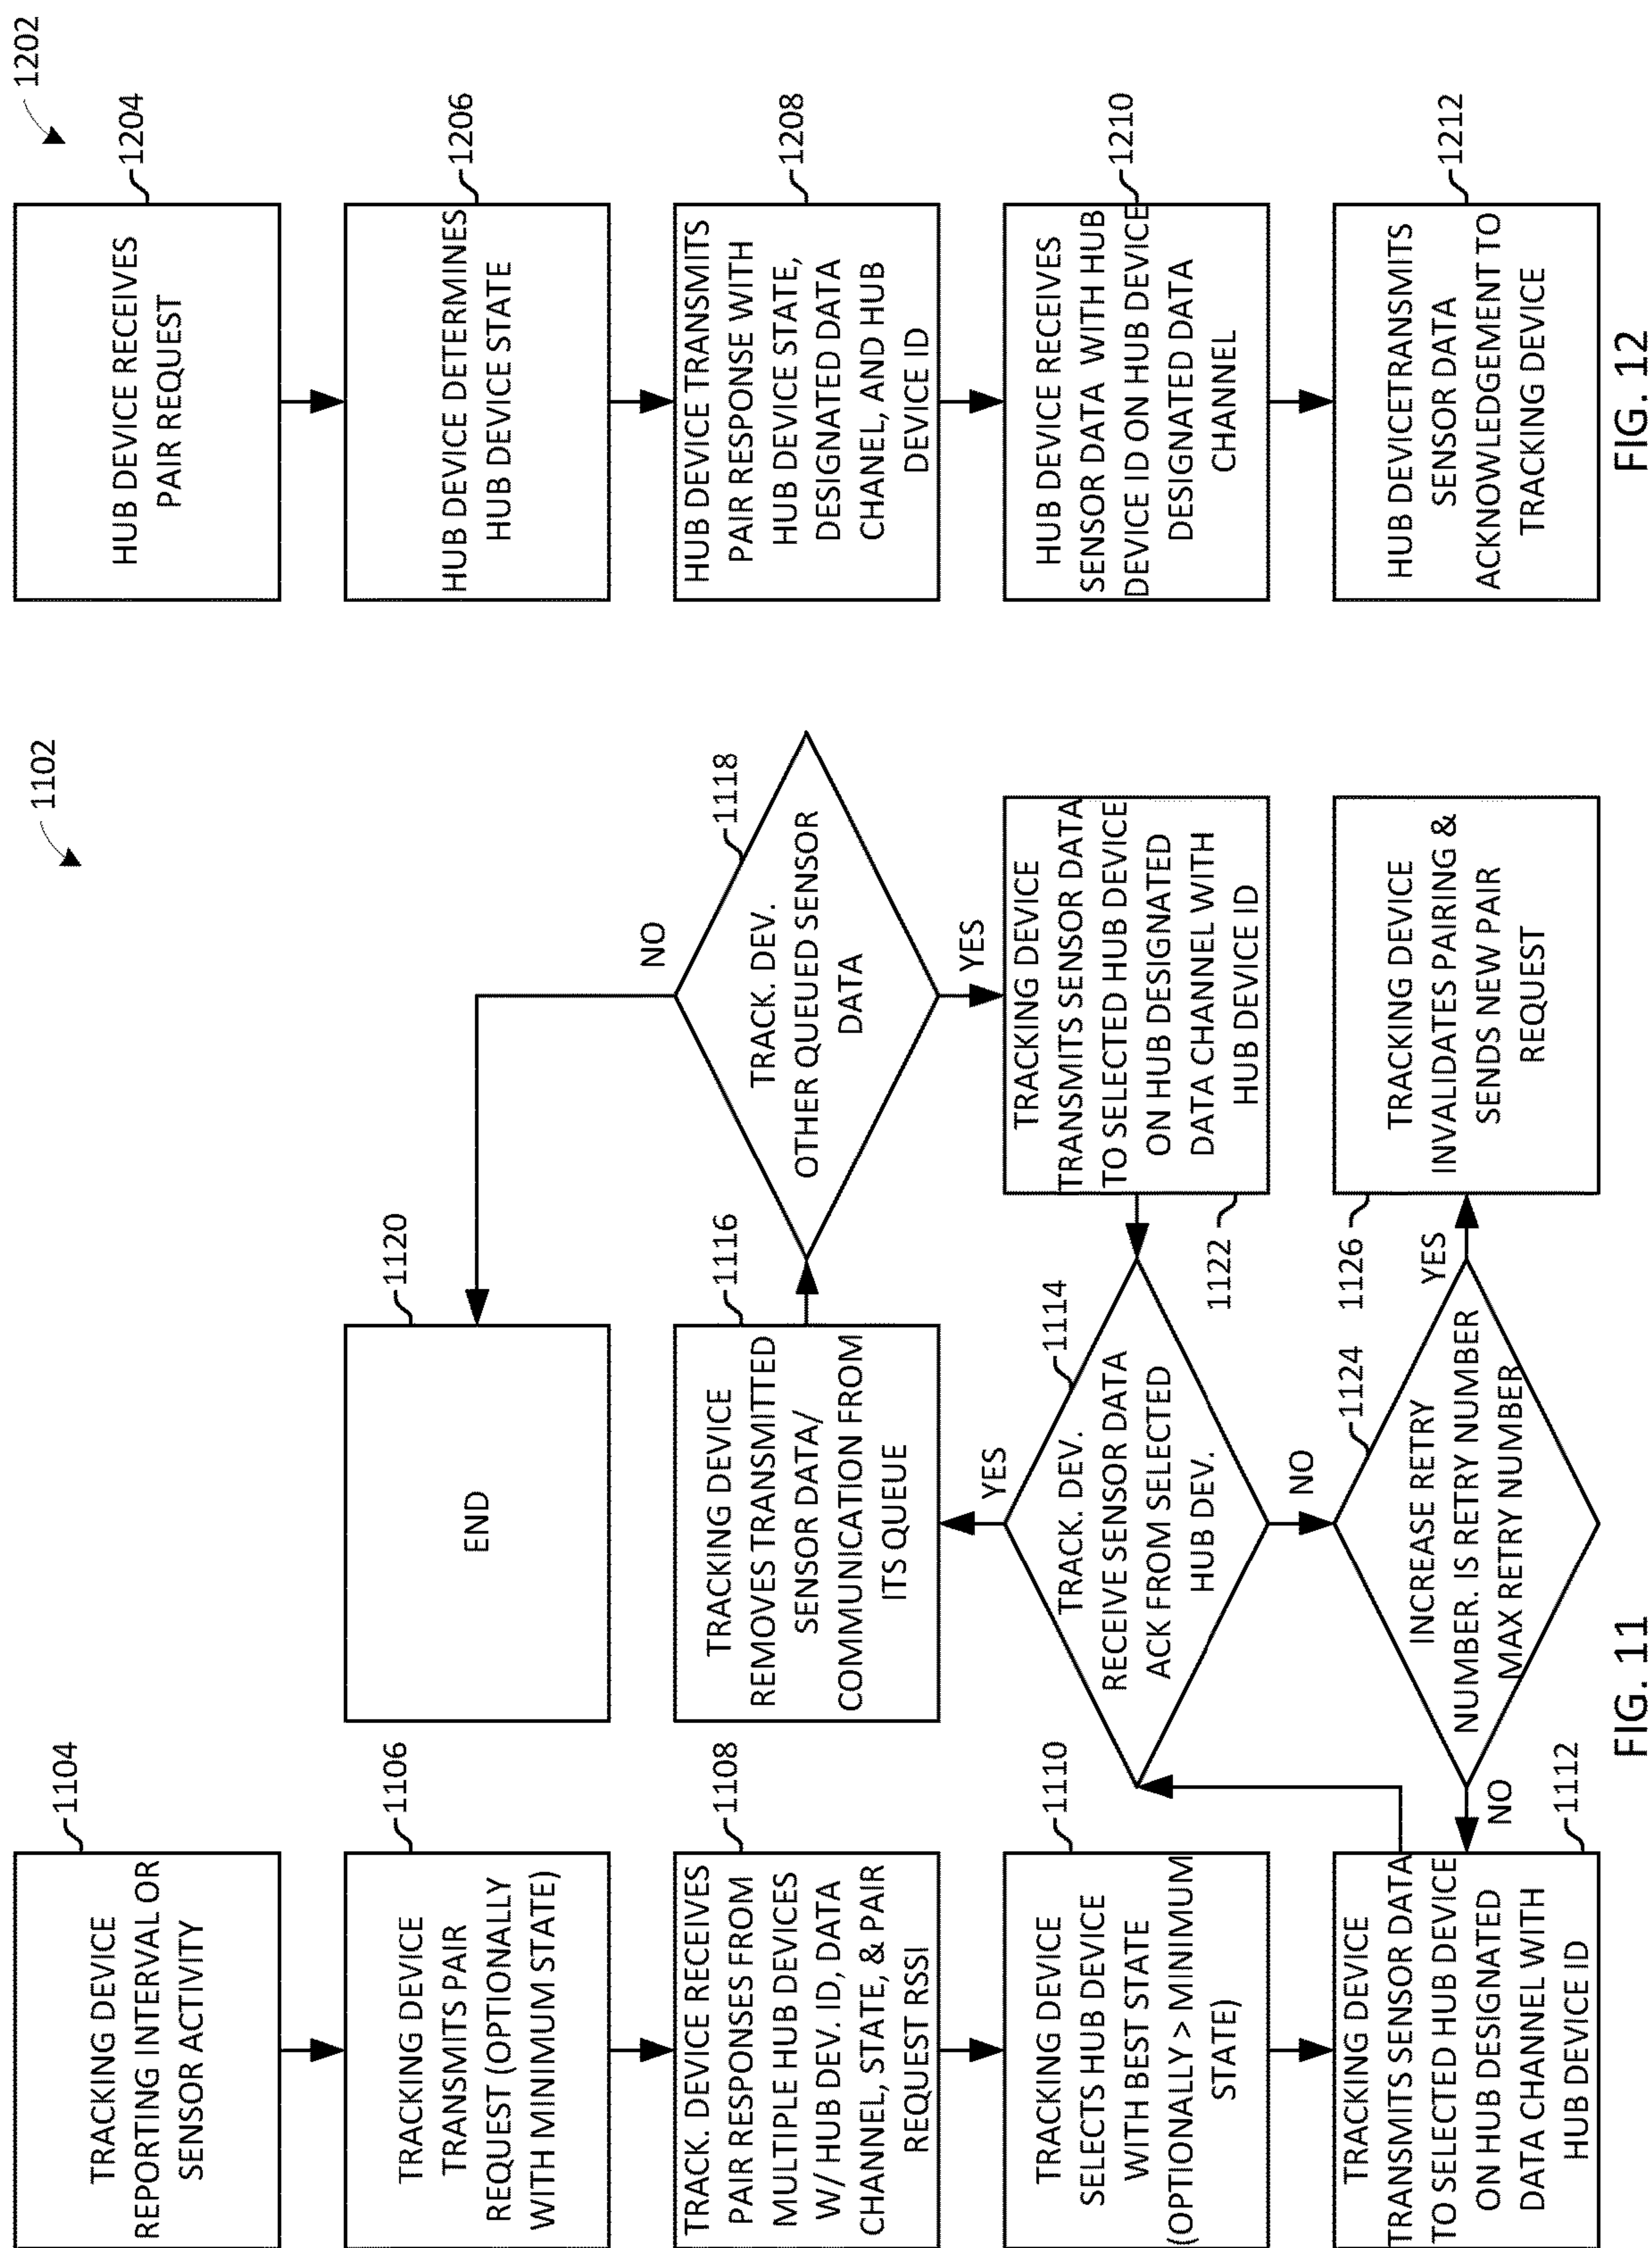 1102
TRACKING DEVICE
REPORTING INTERVAL OR
SENSOR ACTIVITY
1104
TRACKING DEVICE
TRANSMITS PAIR
REQUEST (OPTIONALLY
WITH MINIMUM STATE)
1106
TRACK. DEVICE RECEIVES
PAIR RESPONSES FROM
MULTIPLE HUB DEVICES
W/ HUB DEV. ID, DATA
CHANNEL, STATE, & PAIR
REQUEST RSSI
1108
TRACKING DEVICE
SELECTS HUB DEVICE
WITH BEST STATE
(OPTIONALLY > MINIMUM
STATE)
1110
TRACKING DEVICE
TRANSMITS SENSOR DATA
TO SELECTED HUB DEVICE
ON HUB DESIGNATED
DATA CHANNEL WITH
HUB DEVICE ID
1112
END
1120
TRACKING DEVICE
REMOVES TRANSMITTED
SENSOR DATA/
COMMUNICATION FROM
ITS QUEUE
1116
YES
TRACK. DEV.
RECEIVE SENSOR DATA
ACK FROM SELECTED
HUB DEV.
1114
NO
INCREASE RETRY
NUMBER. IS RETRY NUMBER
MAX RETRY NUMBER
1124
NO
YES
NO
TRACK. DEV.
OTHER QUEUED SENSOR
DATA
1118
YES
TRACKING DEVICE
TRANSMITS SENSOR DATA
TO SELECTED HUB DEVICE
ON HUB DESIGNATED
DATA CHANNEL WITH
HUB DEVICE ID
1122
TRACKING DEVICE
INVALIDATES PAIRING &
SENDS NEW PAIR
REQUEST
1126
FIG. 11
1202
HUB DEVICE RECEIVES
PAIR REQUEST
1204
HUB DEVICE DETERMINES
HUB DEVICE STATE
1206
HUB DEVICE TRANSMITS
PAIR RESPONSE WITH
HUB DEVICE STATE,
DESIGNATED DATA
CHANEL, AND HUB
DEVICE ID
1208
HUB DEVICE RECEIVES
SENSOR DATA WITH HUB
DEVICE ID ON HUB DEVICE
DESIGNATED DATA
CHANNEL
1210
HUB DEVICETRANSMITS
SENSOR DATA
ACKNOWLEDGEMENT TO
TRACKING DEVICE
1212
FIG. 12